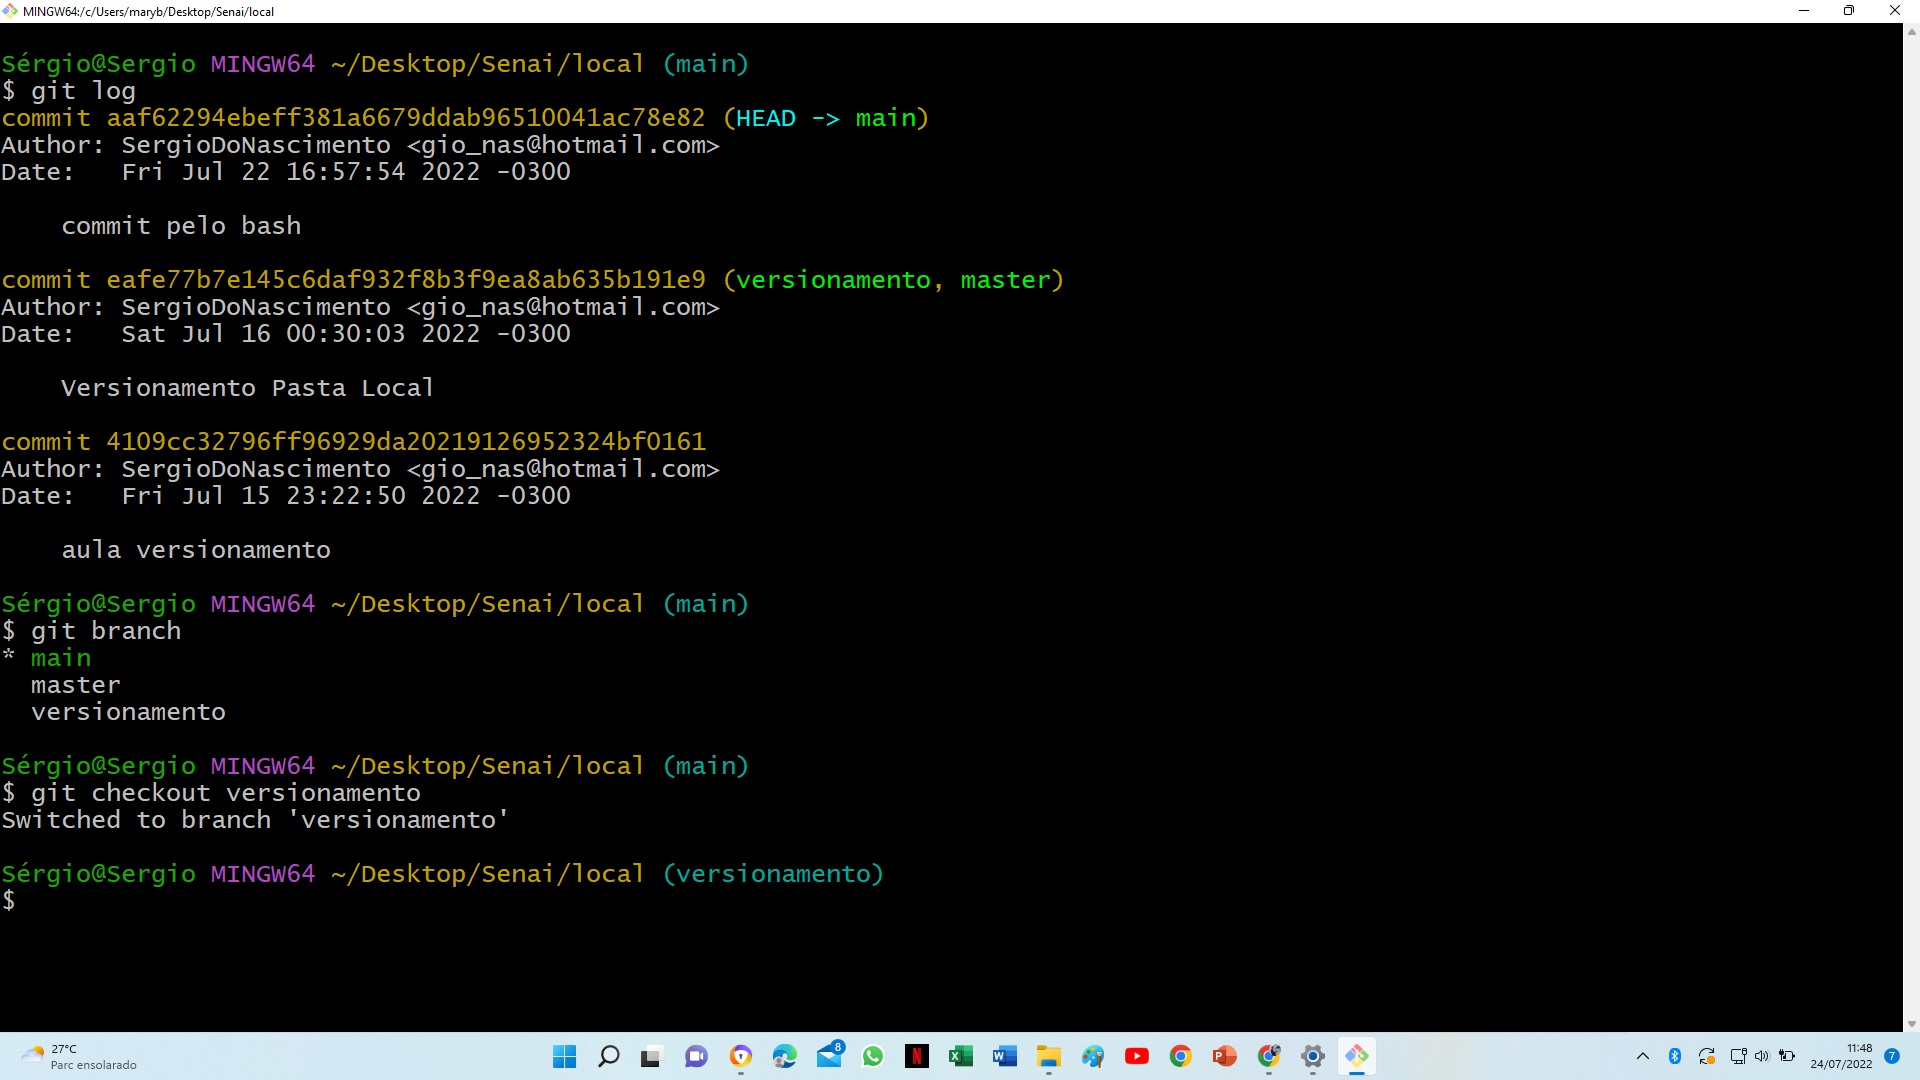 MINGW64:/c/Users/maryb/Desktop/Senai/local
Sérgio@Sergio MINGW64 ~/Desktop/Senai/local (main)
$ git log
commit aaf62294ebeff381a6679ddab96510041ac78e82 (HEAD -> main)
Author: SergioDoNascimento <gio_nas@hotmail.com>
Date:   Fri Jul 22 16:57:54 2022 -0300
commit pelo bash
commit eafe77b7e145c6daf932f8b3f9ea8ab635b191e9 (versionamento, master)
Author: SergioDoNascimento <gio_nas@hotmail.com>
Date:   Sat Jul 16 00:30:03 2022 -0300
Versionamento Pasta Local
commit 4109cc32796ff96929da20219126952324bf0161
Author: SergioDoNascimento <gio_nas@hotmail.com>
Date:   Fri Jul 15 23:22:50 2022 -0300
aula versionamento
Sérgio@Sergio MINGW64 ~/Desktop/Senai/local (main)
$ git branch
* main
master
versionamento
Sérgio@Sergio MINGW64 ~/Desktop/Senai/local (main)
$ git checkout versionamento
Switched to branch 'versionamento'
Sérgio@Sergio MINGW64 ~/Desktop/Senai/local (versionamento)
$
27°C
Parc ensolarado
8
11:48
24/07/2022
7